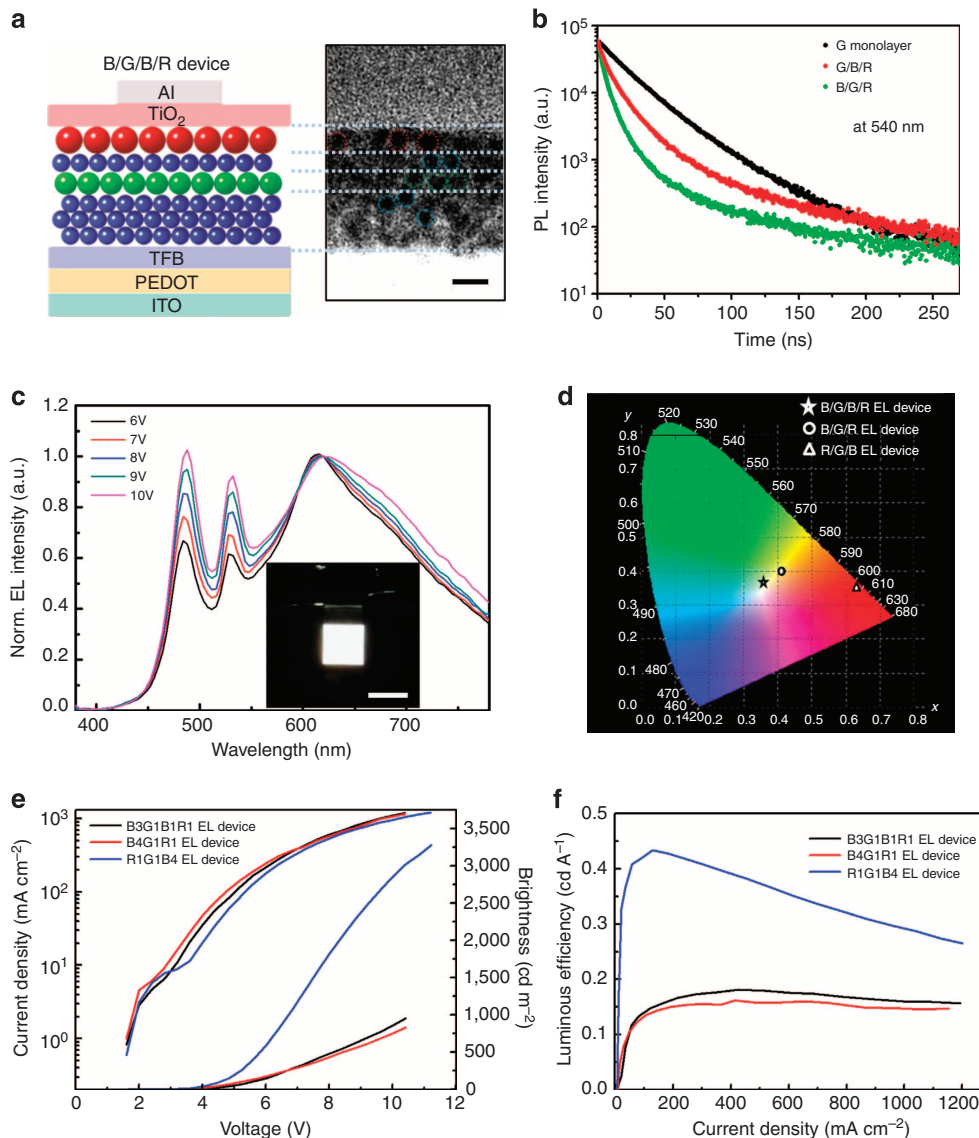 a
B/G/B/R device
Al
TiO2
TFB
PEDOT
ITO
b
PL intensity (a.u.)
10^5
10^4
10^3
10^2
10^1
G monolayer
G/B/R
B/G/R
at 540 nm
0 50 100 150 200 250
Time (ns)
c
Norm. EL intensity (a.u.)
1.2
1.0
0.8
0.6
0.4
0.2
0.0
6V
7V
8V
9V
10V
400 500 600 700
Wavelength (nm)
d
y
0.8
0.7
0.6
0.5
0.4
0.3
0.2
0.1
0.0
520
530
540
550
560
570
580
590
600
610
630
680
510
500
490
480
470
460
420
B/G/B/R EL device
B/G/R EL device
R/G/B EL device
0.0 0.1 0.2 0.3 0.4 0.5 0.6 0.7 0.8
x
e
Current density (mA cm−2)
10^3
10^2
10^1
10^0
B3G1B1R1 EL device
B4G1R1 EL device
R1G1B4 EL device
3,500
3,000
2,500
2,000
1,500
1,000
500
0
Brightness (cd m−2)
0 2 4 6 8 10 12
Voltage (V)
f
Luminous efficiency (cd A−1)
0.5
0.4
0.3
0.2
0.1
0.0
B3G1B1R1 EL device
B4G1R1 EL device
R1G1B4 EL device
0 200 400 600 800 1000 1200
Current density (mA cm−2)